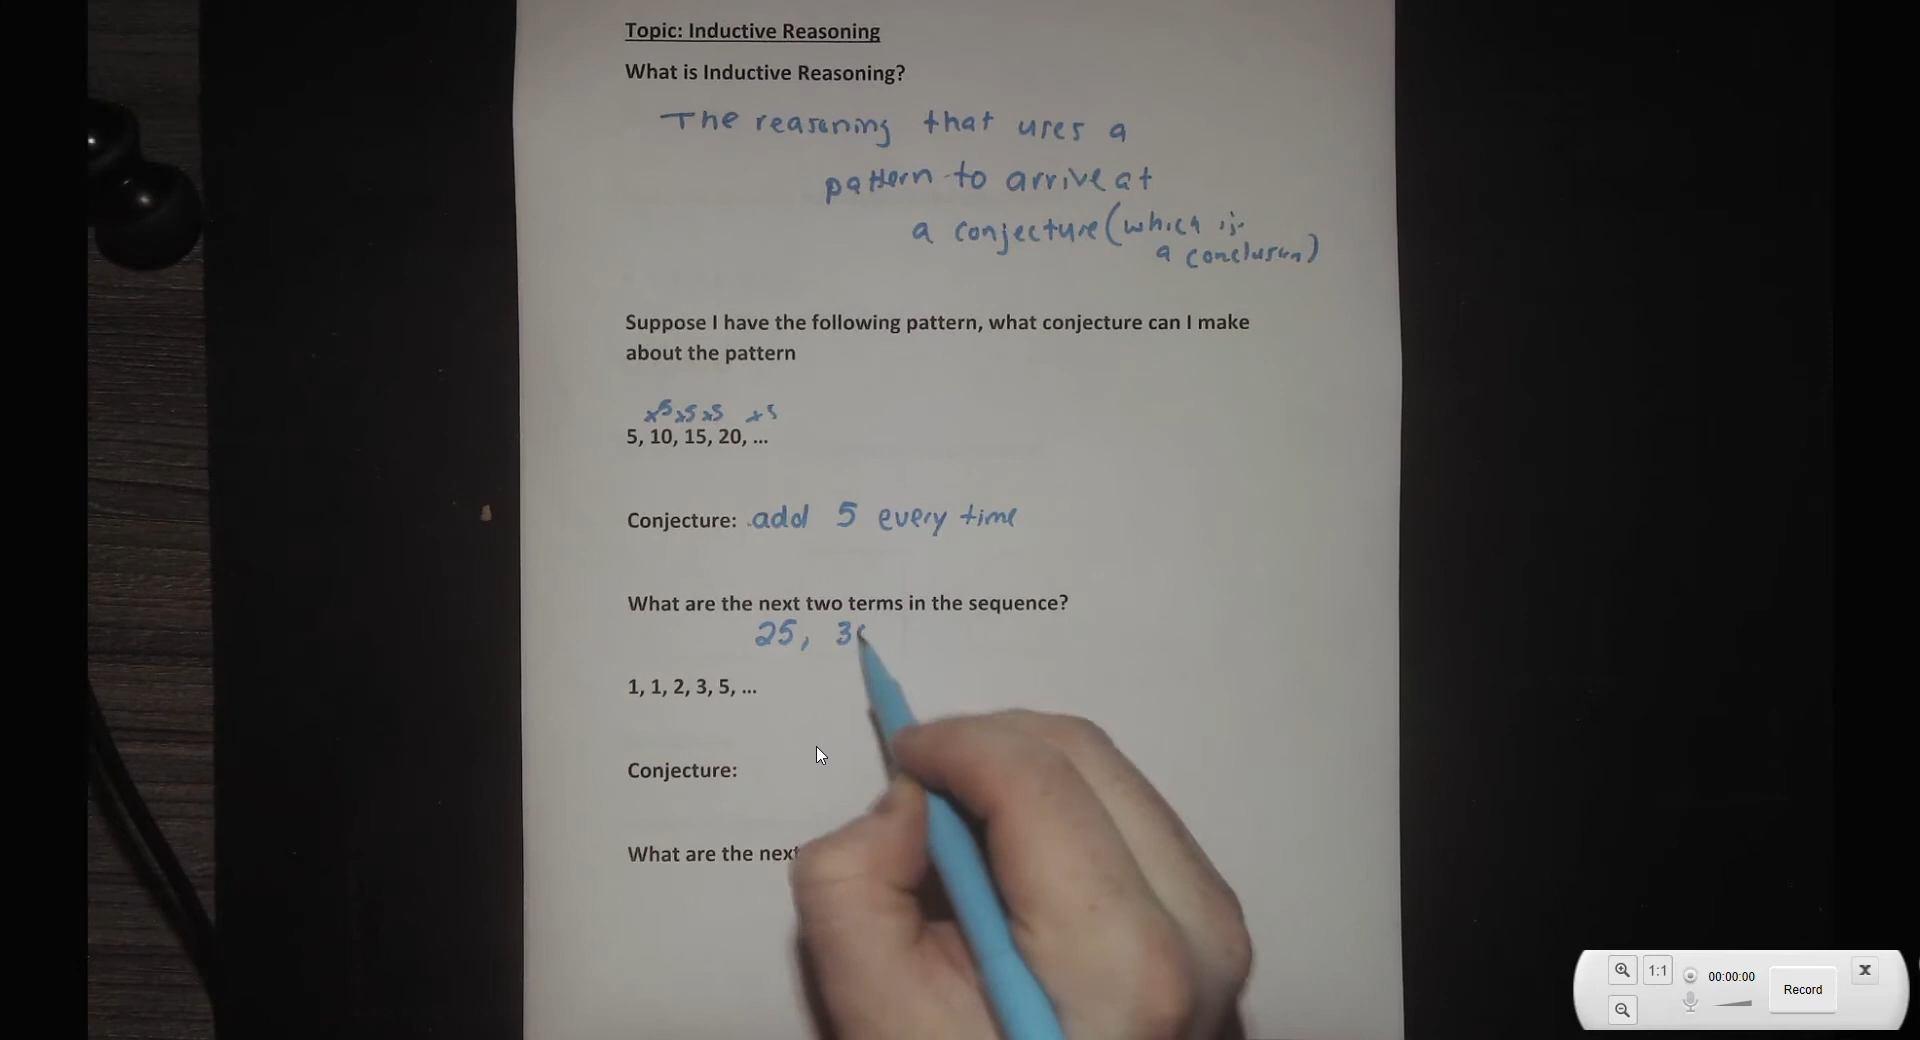 Topic: Inductive Reasoning
What is Inductive Reasoning?
The reasoning that uses a
pattern to arrive at
a conjecture (which is
a conclusion)
Suppose I have the following pattern, what conjecture can I make
about the pattern
+5 +5 +5 +5
5, 10, 15, 20, ...
Conjecture: add 5 every time
What are the next two terms in the sequence?
25, 3
1, 1, 2, 3, 5, ...
Conjecture:
What are the next
1:1
00:00:00
Record